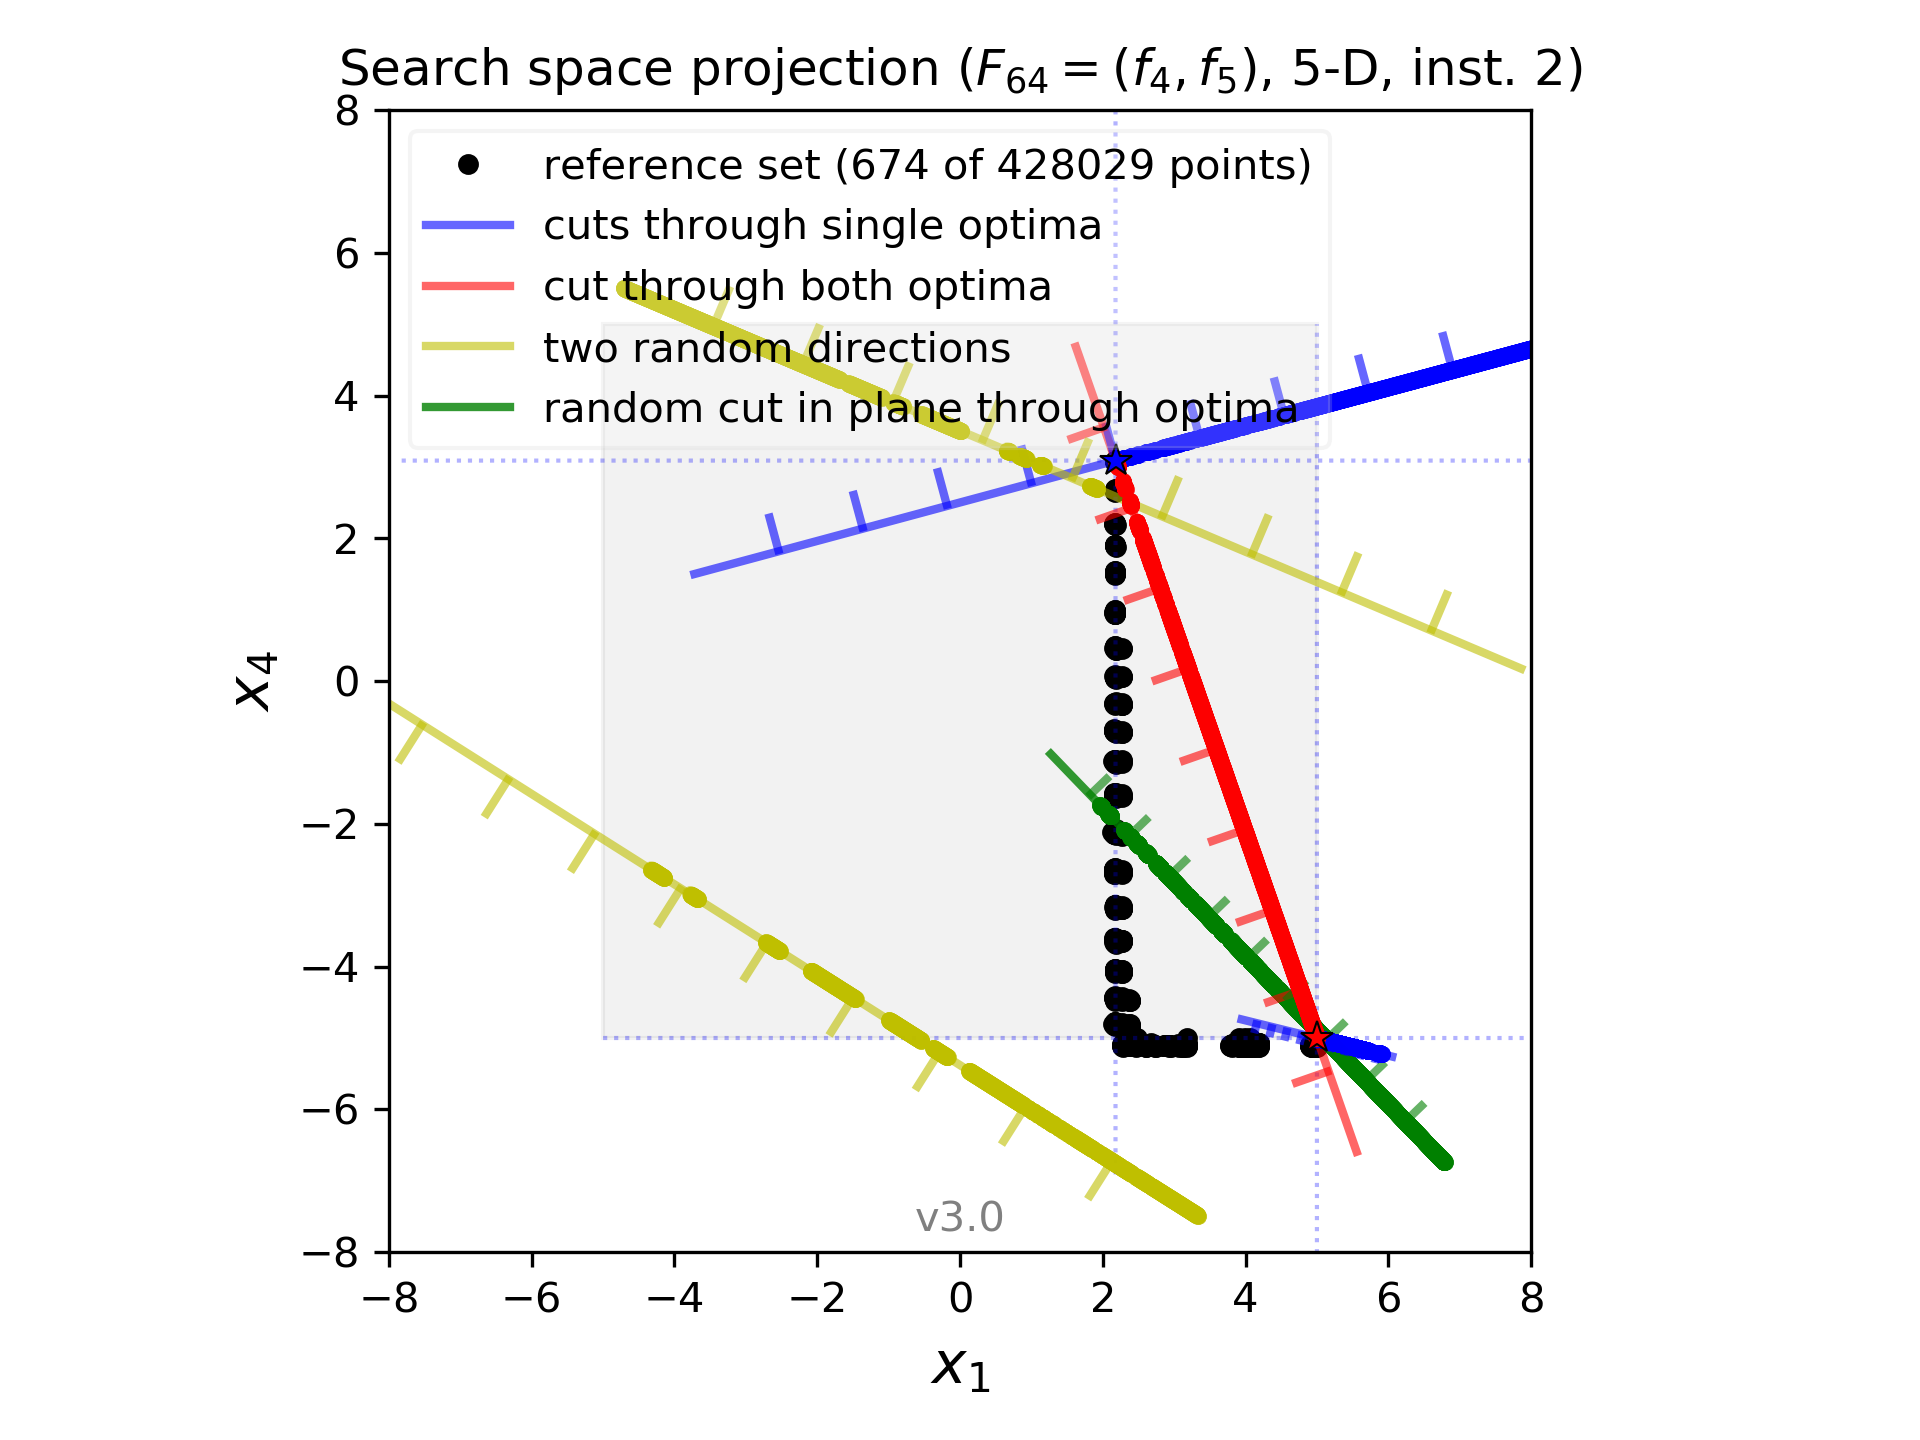 Search space projection (F₆₄ = (f₄, f₅), 5-D, inst. 2)
reference set (674 of 428029 points)
cuts through single optima
cut through both optima
two random directions
random cut in plane through optima
8
6
4
2
0
−2
−4
−6
−8
x₄
v3.0
−8 −6 −4 −2 0 2 4 6 8
x₁